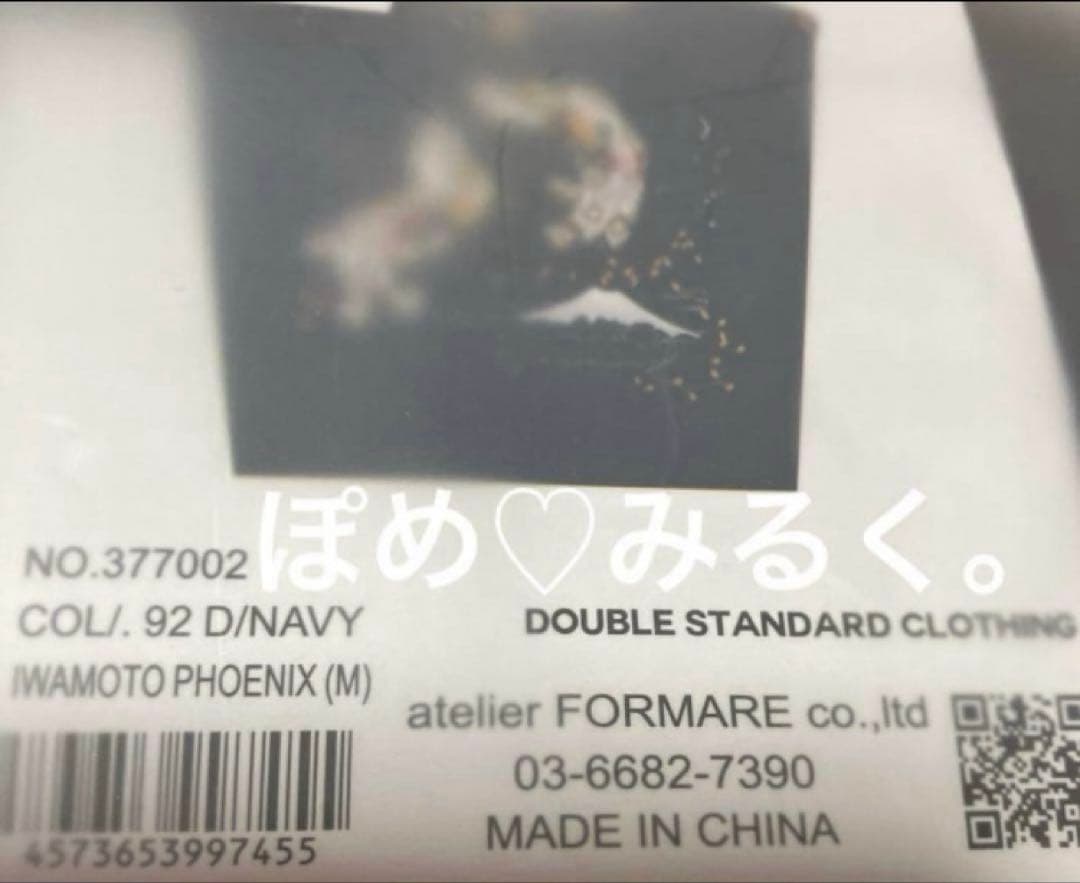 ぽめ♡みるく。
NO.377002
COL/. 92 D/NAVY
IWAMOTO PHOENIX (M)
4573653997455
DOUBLE STANDARD CLOTHING
atelier FORMARE co.,ltd
03-6682-7390
MADE IN CHINA